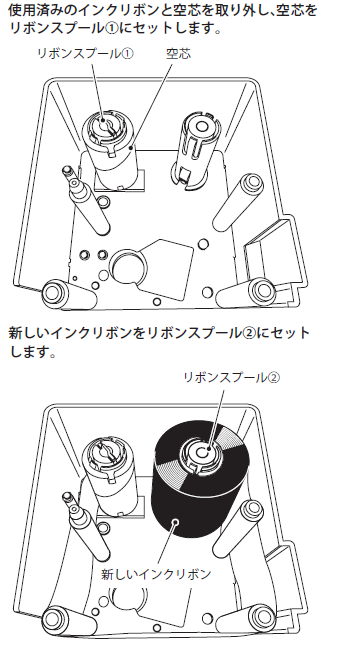 使用済みのインクリボンと空芯を取り外し、空芯を
リボンスプール①にセットします。
リボンスプール① 空芯
新しいインクリボンをリボンスプール②にセット
します。
リボンスプール②
新しいインクリボン